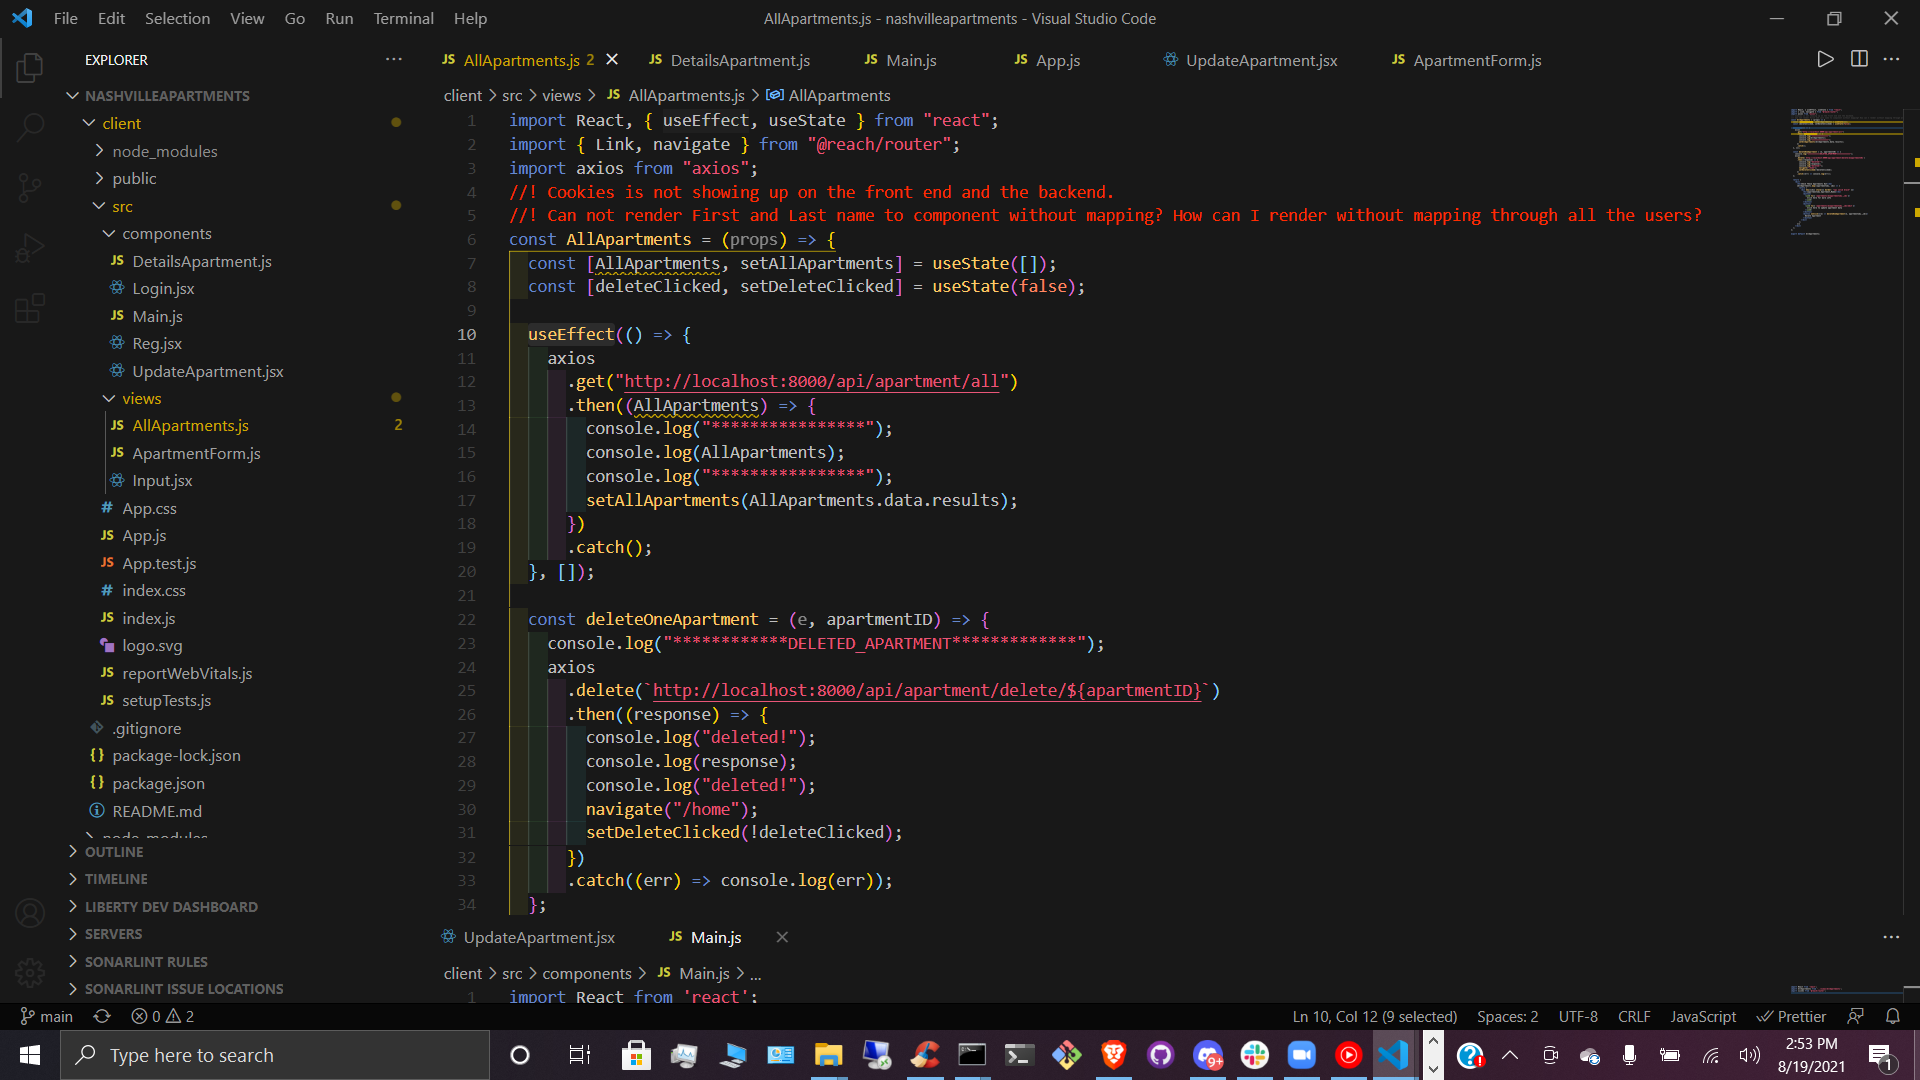 File Edit Selection View Go Run Terminal Help
AllApartments.js - nashvilleapartments - Visual Studio Code
EXPLORER
NASHVILLEAPARTMENTS
client
node_modules
public
src
components
JS DetailsApartment.js
Login.jsx
JS Main.js
Reg.jsx
UpdateApartment.jsx
views
JS AllApartments.js 2
JS ApartmentForm.js
Input.jsx
# App.css
JS App.js
JS App.test.js
# index.css
JS index.js
logo.svg
JS reportWebVitals.js
JS setupTests.js
.gitignore
{} package-lock.json
{} package.json
README.md
node_modules
OUTLINE
TIMELINE
LIBERTY DEV DASHBOARD
SERVERS
SONARLINT RULES
SONARLINT ISSUE LOCATIONS
JS AllApartments.js 2 JS DetailsApartment.js JS Main.js JS App.js UpdateApartment.jsx JS ApartmentForm.js
client > src > views > JS AllApartments.js > AllApartments
1 import React, { useEffect, useState } from "react";
2 import { Link, navigate } from "@reach/router";
3 import axios from "axios";
4 //! Cookies is not showing up on the front end and the backend.
5 //! Can not render First and Last name to component without mapping? How can I render without mapping through all the users?
6 const AllApartments = (props) => {
7 const [AllApartments, setAllApartments] = useState([]);
8 const [deleteClicked, setDeleteClicked] = useState(false);
9
10 useEffect(() => {
11 axios
12 .get("http://localhost:8000/api/apartment/all")
13 .then((AllApartments) => {
14 console.log("****************");
15 console.log(AllApartments);
16 console.log("****************");
17 setAllApartments(AllApartments.data.results);
18 })
19 .catch();
20 }, []);
21
22 const deleteOneApartment = (e, apartmentID) => {
23 console.log("************DELETED_APARTMENT*************");
24 axios
25 .delete(`http://localhost:8000/api/apartment/delete/${apartmentID}`)
26 .then((response) => {
27 console.log("deleted!");
28 console.log(response);
29 console.log("deleted!");
30 navigate("/home");
31 setDeleteClicked(!deleteClicked);
32 })
33 .catch((err) => console.log(err));
34 };
UpdateApartment.jsx JS Main.js
client > src > components > JS Main.js > ...
1 import React from 'react';
main 0 2 Ln 10, Col 12 (9 selected) Spaces: 2 UTF-8 CRLF JavaScript Prettier
Type here to search
2:53 PM
8/19/2021
1